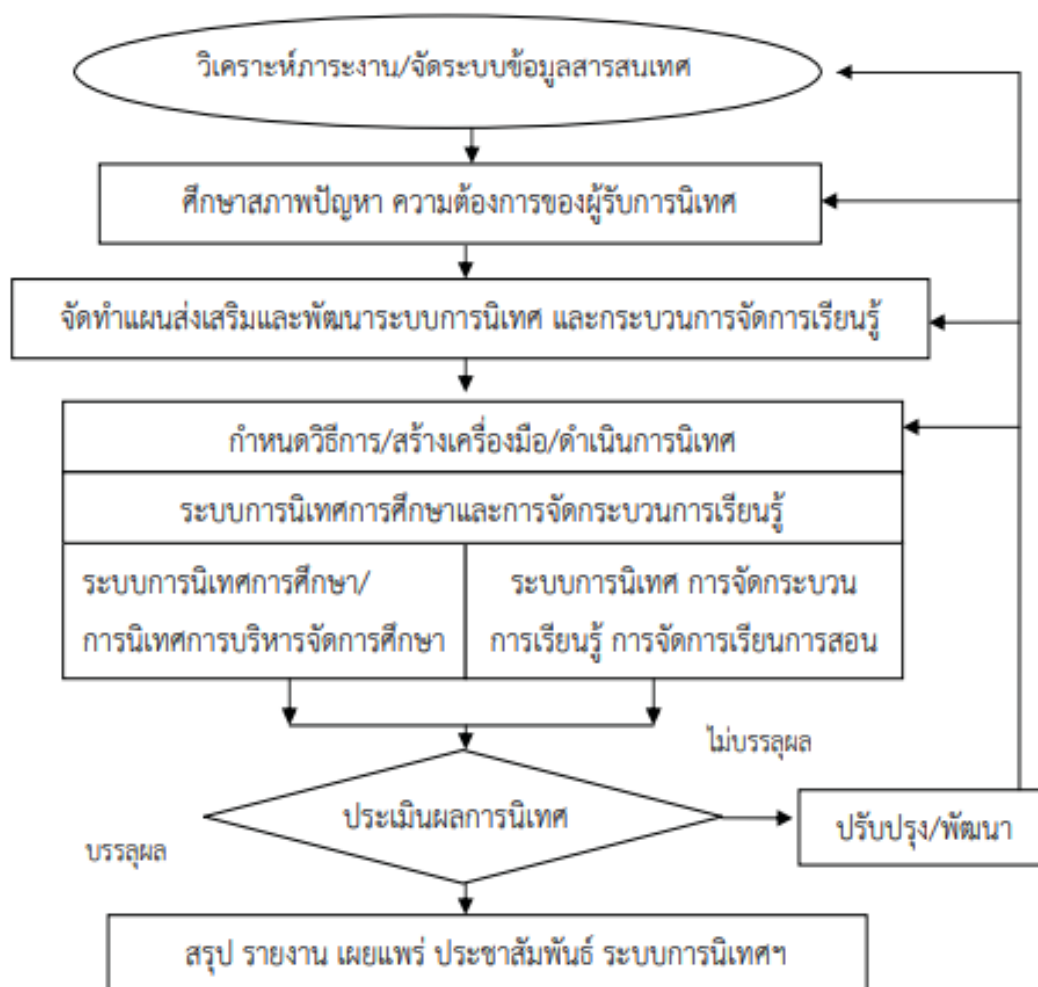 วิเคราะห์ภาระงาน/จัดระบบข้อมูลสารสนเทศ
ศึกษาสภาพปัญหา ความต้องการของผู้รับการนิเทศ
จัดทำแผนส่งเสริมและพัฒนาระบบการนิเทศ และกระบวนการจัดการเรียนรู้
กำหนดวิธีการ/สร้างเครื่องมือ/ดำเนินการนิเทศ
ระบบการนิเทศการศึกษาและการจัดกระบวนการเรียนรู้
ระบบการนิเทศการศึกษา/
การนิเทศการบริหารจัดการศึกษา
ระบบการนิเทศ การจัดกระบวน
การเรียนรู้ การจัดการเรียนการสอน
ไม่บรรลุผล
ประเมินผลการนิเทศ
ปรับปรุง/พัฒนา
บรรลุผล
สรุป รายงาน เผยแพร่ ประชาสัมพันธ์ ระบบการนิเทศฯ